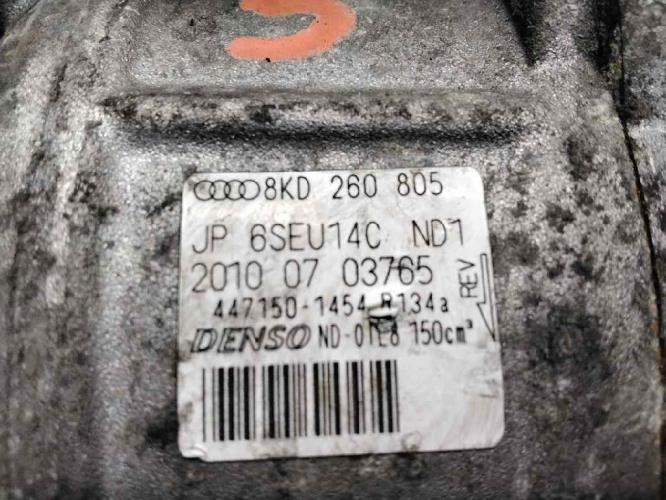 S
8KD 260 805
JP 6SEU14C ND1
2010 07 03765
REV
447150-1454 R134a
DENSO ND-OIL8 150cm³